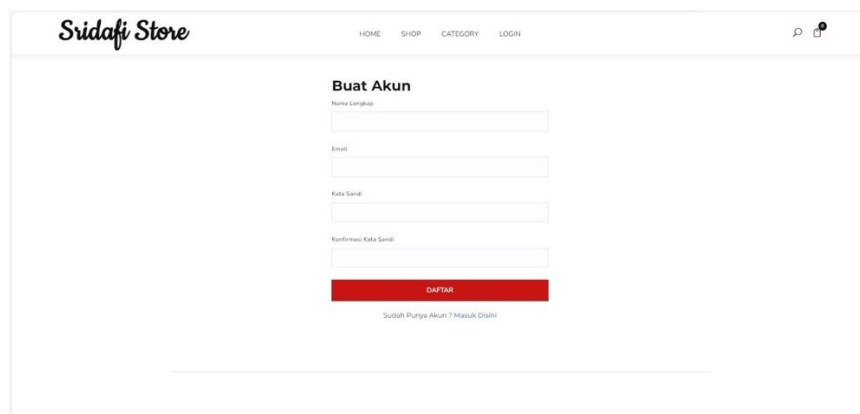 Sridafi Store
HOME SHOP CATEGORY LOGIN
0
Buat Akun
Nama Lengkap
Email
Kata Sandi
Konfirmasi Kata Sandi
DAFTAR
Sudah Punya Akun ? Masuk Disini